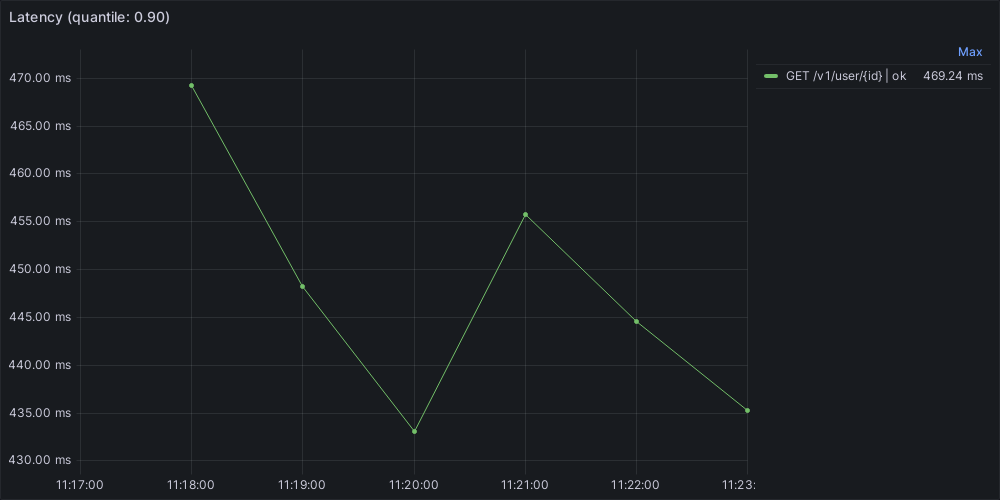 Latency (quantile: 0.90)
Max
GET /v1/user/{id} | ok 469.24 ms
470.00 ms
465.00 ms
460.00 ms
455.00 ms
450.00 ms
445.00 ms
440.00 ms
435.00 ms
430.00 ms
11:17:00 11:18:00 11:19:00 11:20:00 11:21:00 11:22:00 11:23: